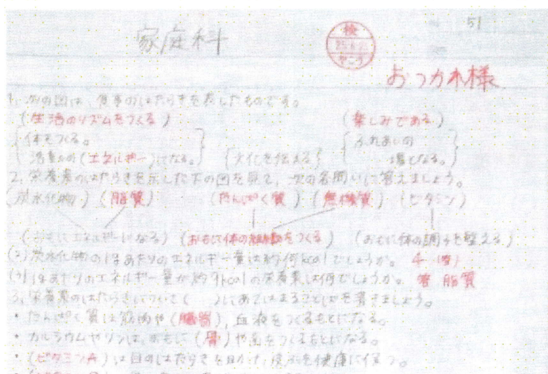 51
家庭科
検
おつかれ様
1. 次の図は、食事のはたらきを表したものです。
(生活のリズムをつくる) (楽しみである)
体をつくる。 ふれあいの
活動の(エネルギー)になる。 (文化を伝える) 場となる。
2. 栄養素のはたらきを示した下の図を見て、次の各問いに答えましょう。
(炭水化物) (脂質) (たんぱく質) (無機質) (ビタミン)
(おもにエネルギーになる) (おもに体の組織をつくる) (おもに体の調子を整える)
(2) 炭水化物の1gあたりのエネルギー量は約何kcalでしょうか。 4
(3) 1gあたりのエネルギー量が約9kcalの栄養素は何でしょうか。 答 脂質
3. 栄養素のはたらきについて( )にあてはまることばを書きましょう。
・たんぱく質は筋肉や(臓器)、血液をつくるもとになる。
・カルシウムやリンは、おもに(骨)や歯をつくるもとになる。
・(ビタミンA)は目のはたらきを助け、皮ふを健康に保つ。